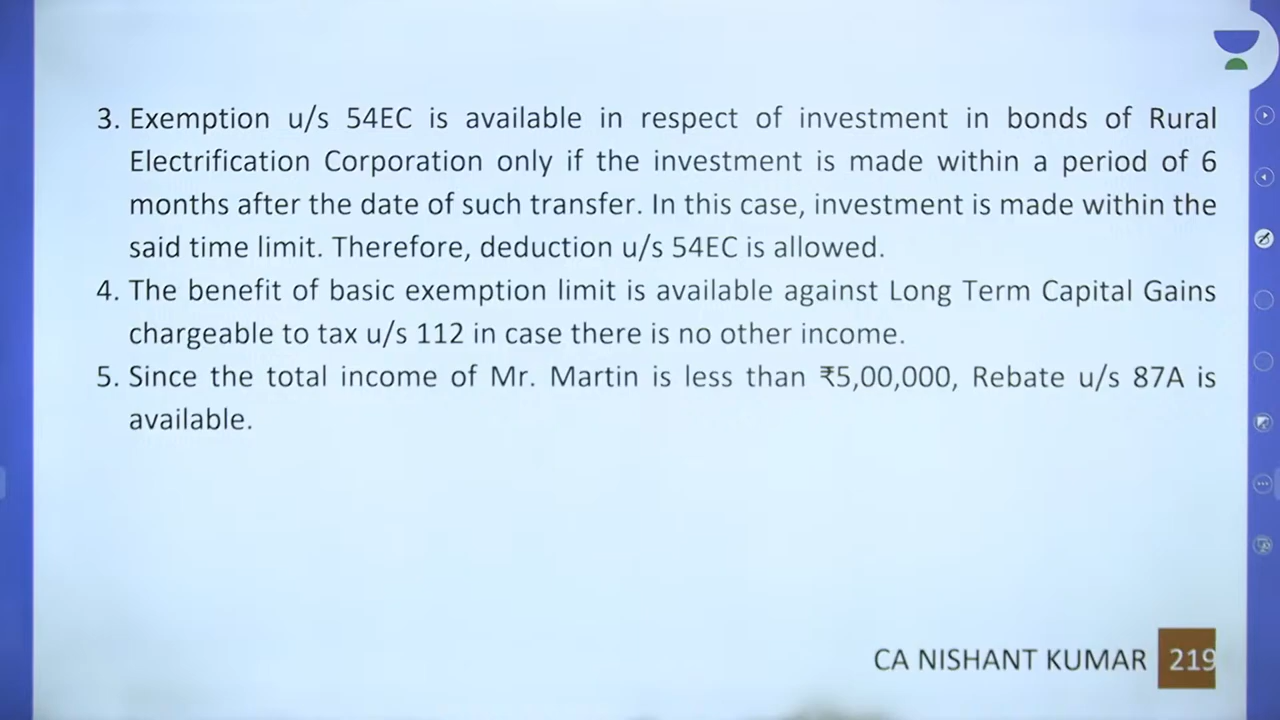 3. Exemption u/s 54EC is available in respect of investment in bonds of Rural
Electrification Corporation only if the investment is made within a period of 6
months after the date of such transfer. In this case, investment is made within the
said time limit. Therefore, deduction u/s 54EC is allowed.
4. The benefit of basic exemption limit is available against Long Term Capital Gains
chargeable to tax u/s 112 in case there is no other income.
5. Since the total income of Mr. Martin is less than ₹5,00,000, Rebate u/s 87A is
available.
CA NISHANT KUMAR 219